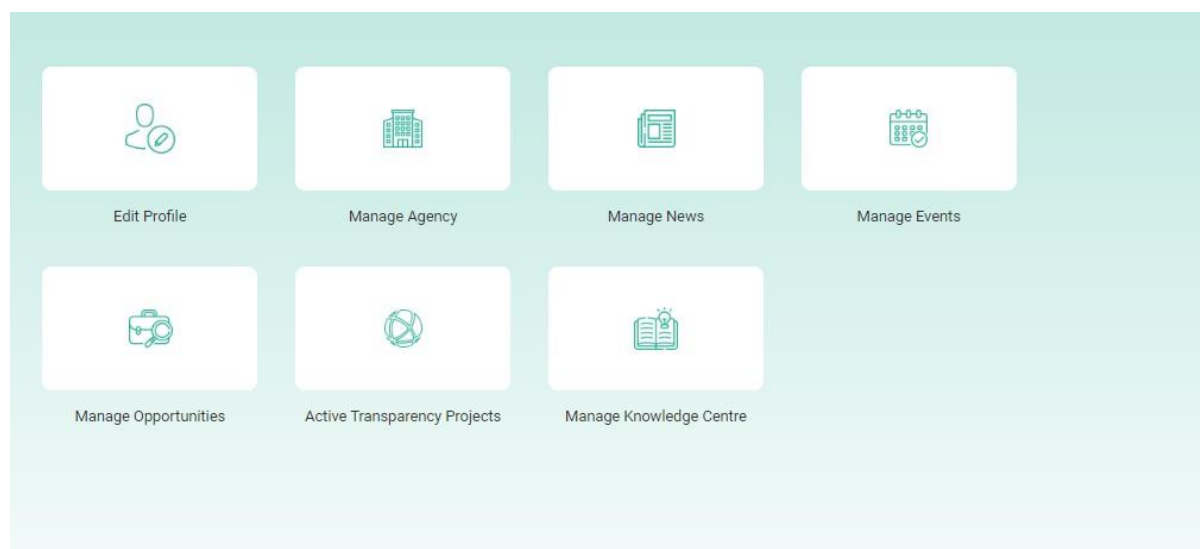 Edit Profile
Manage Agency
Manage News
Manage Events
Manage Opportunities
Active Transparency Projects
Manage Knowledge Centre